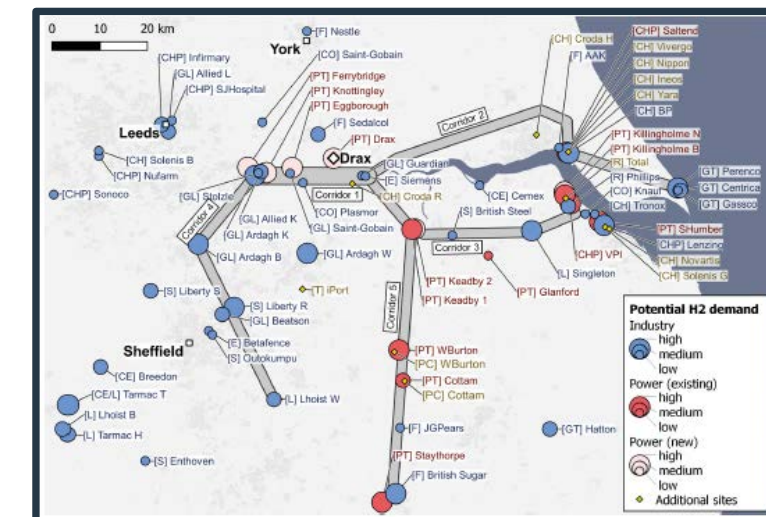 0 10 20 km
[F] Nestle
York
[CO] Saint-Gobain
[CHP] Infirmary
[GL] Allied L
[CHP] SJHospital
[PT] Ferrybridge
[PT] Knottingley
[PT] Eggborough
[F] Sedalcol
[PT] Drax
Leeds
Drax
[CH] Solenis B
[CHP] Nufarm
[CHP] Sonoco
[GL] Stolzle
Corridor 1
[GL] Guardian
[E] Siemens
[CH] Croda R
[CO] Plasmor
[GL] Saint-Gobain
[GL] Allied K
[GL] Ardagh K
[GL] Ardagh B
[GL] Ardagh W
Corridor 4
Corridor 2
[CH] Croda H
[F] AAK
[CHP] Saltend
[CH] Vivergo
[CH] Nippon
[CH] Ineos
[CH] Yara
[CH] BP
[PT] Killingholme N
[PT] Killingholme B
[R] Total
[R] Phillips
[CO] Knauf
[CH] Tronox
[GT] Perenco
[GT] Centrica
[GT] Gassco
[CE] Cemex
[S] British Steel
Corridor 3
[PT] SHumber
[CHP] Lenzing
[CH] Novartis
[CH] Solenis G
[CHP] VPI
[L] Singleton
[PT] Glanford
[PT] Keadby 2
[PT] Keadby 1
Corridor 5
[S] Liberty S
[T] iPort
[S] Liberty R
[GL] Beatson
[E] Betafence
[S] Outokumpu
Sheffield
[CE] Breedon
[CE/L] Tarmac T
[L] Lhoist B
[L] Tarmac H
[S] Enthoven
[L] Lhoist W
[PT] WBurton
[PC] WBurton
[PT] Cottam
[PC] Cottam
[F] JGPears
[PT] Staythorpe
[F] British Sugar
[GT] Hatton
Potential H2 demand
Industry
high
medium
low
Power (existing)
high
medium
low
Power (new)
high
medium
low
Additional sites